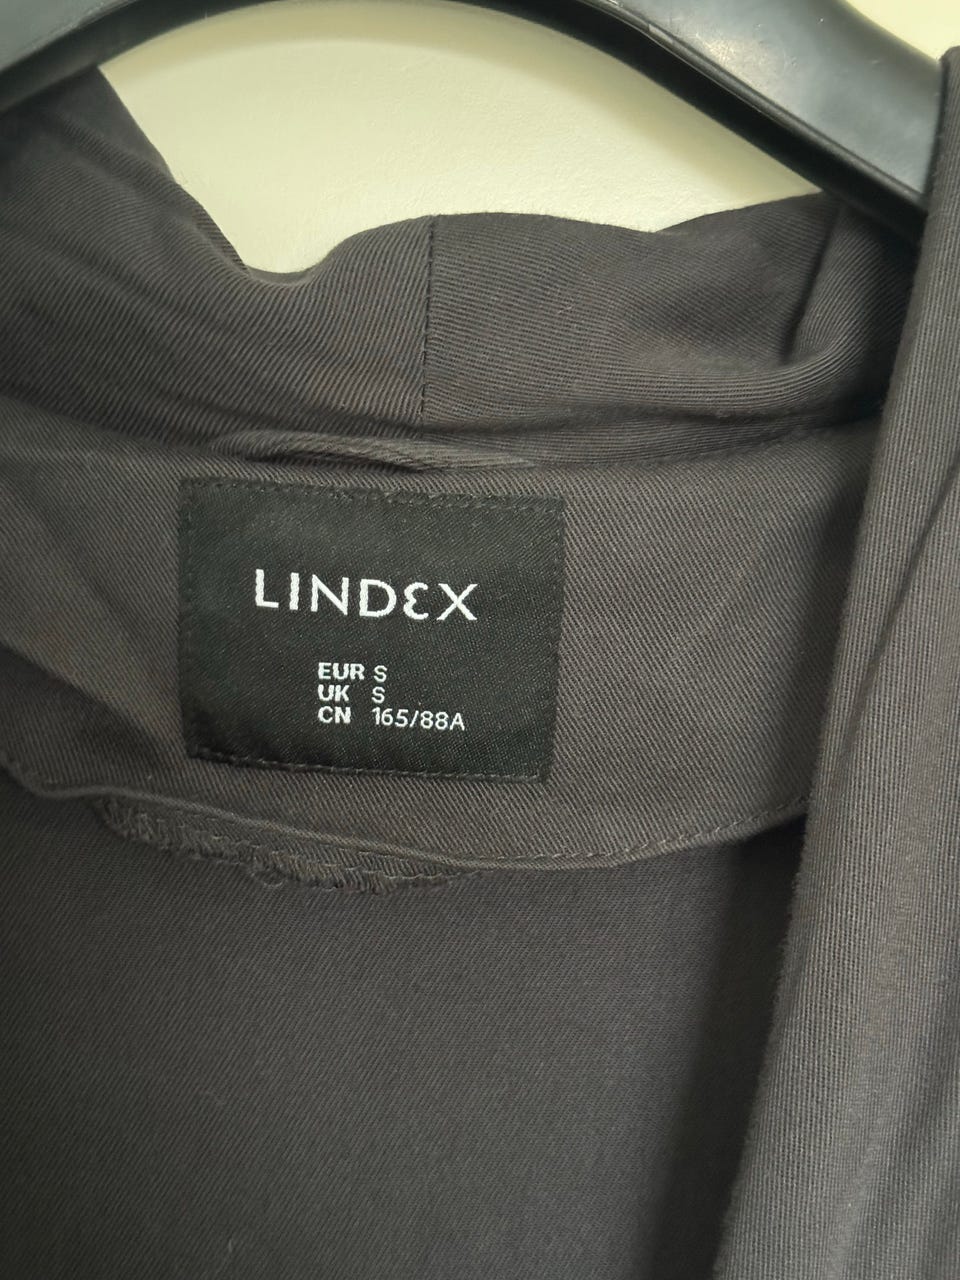 LINDEX
EUR S
UK S
CN 165/88A